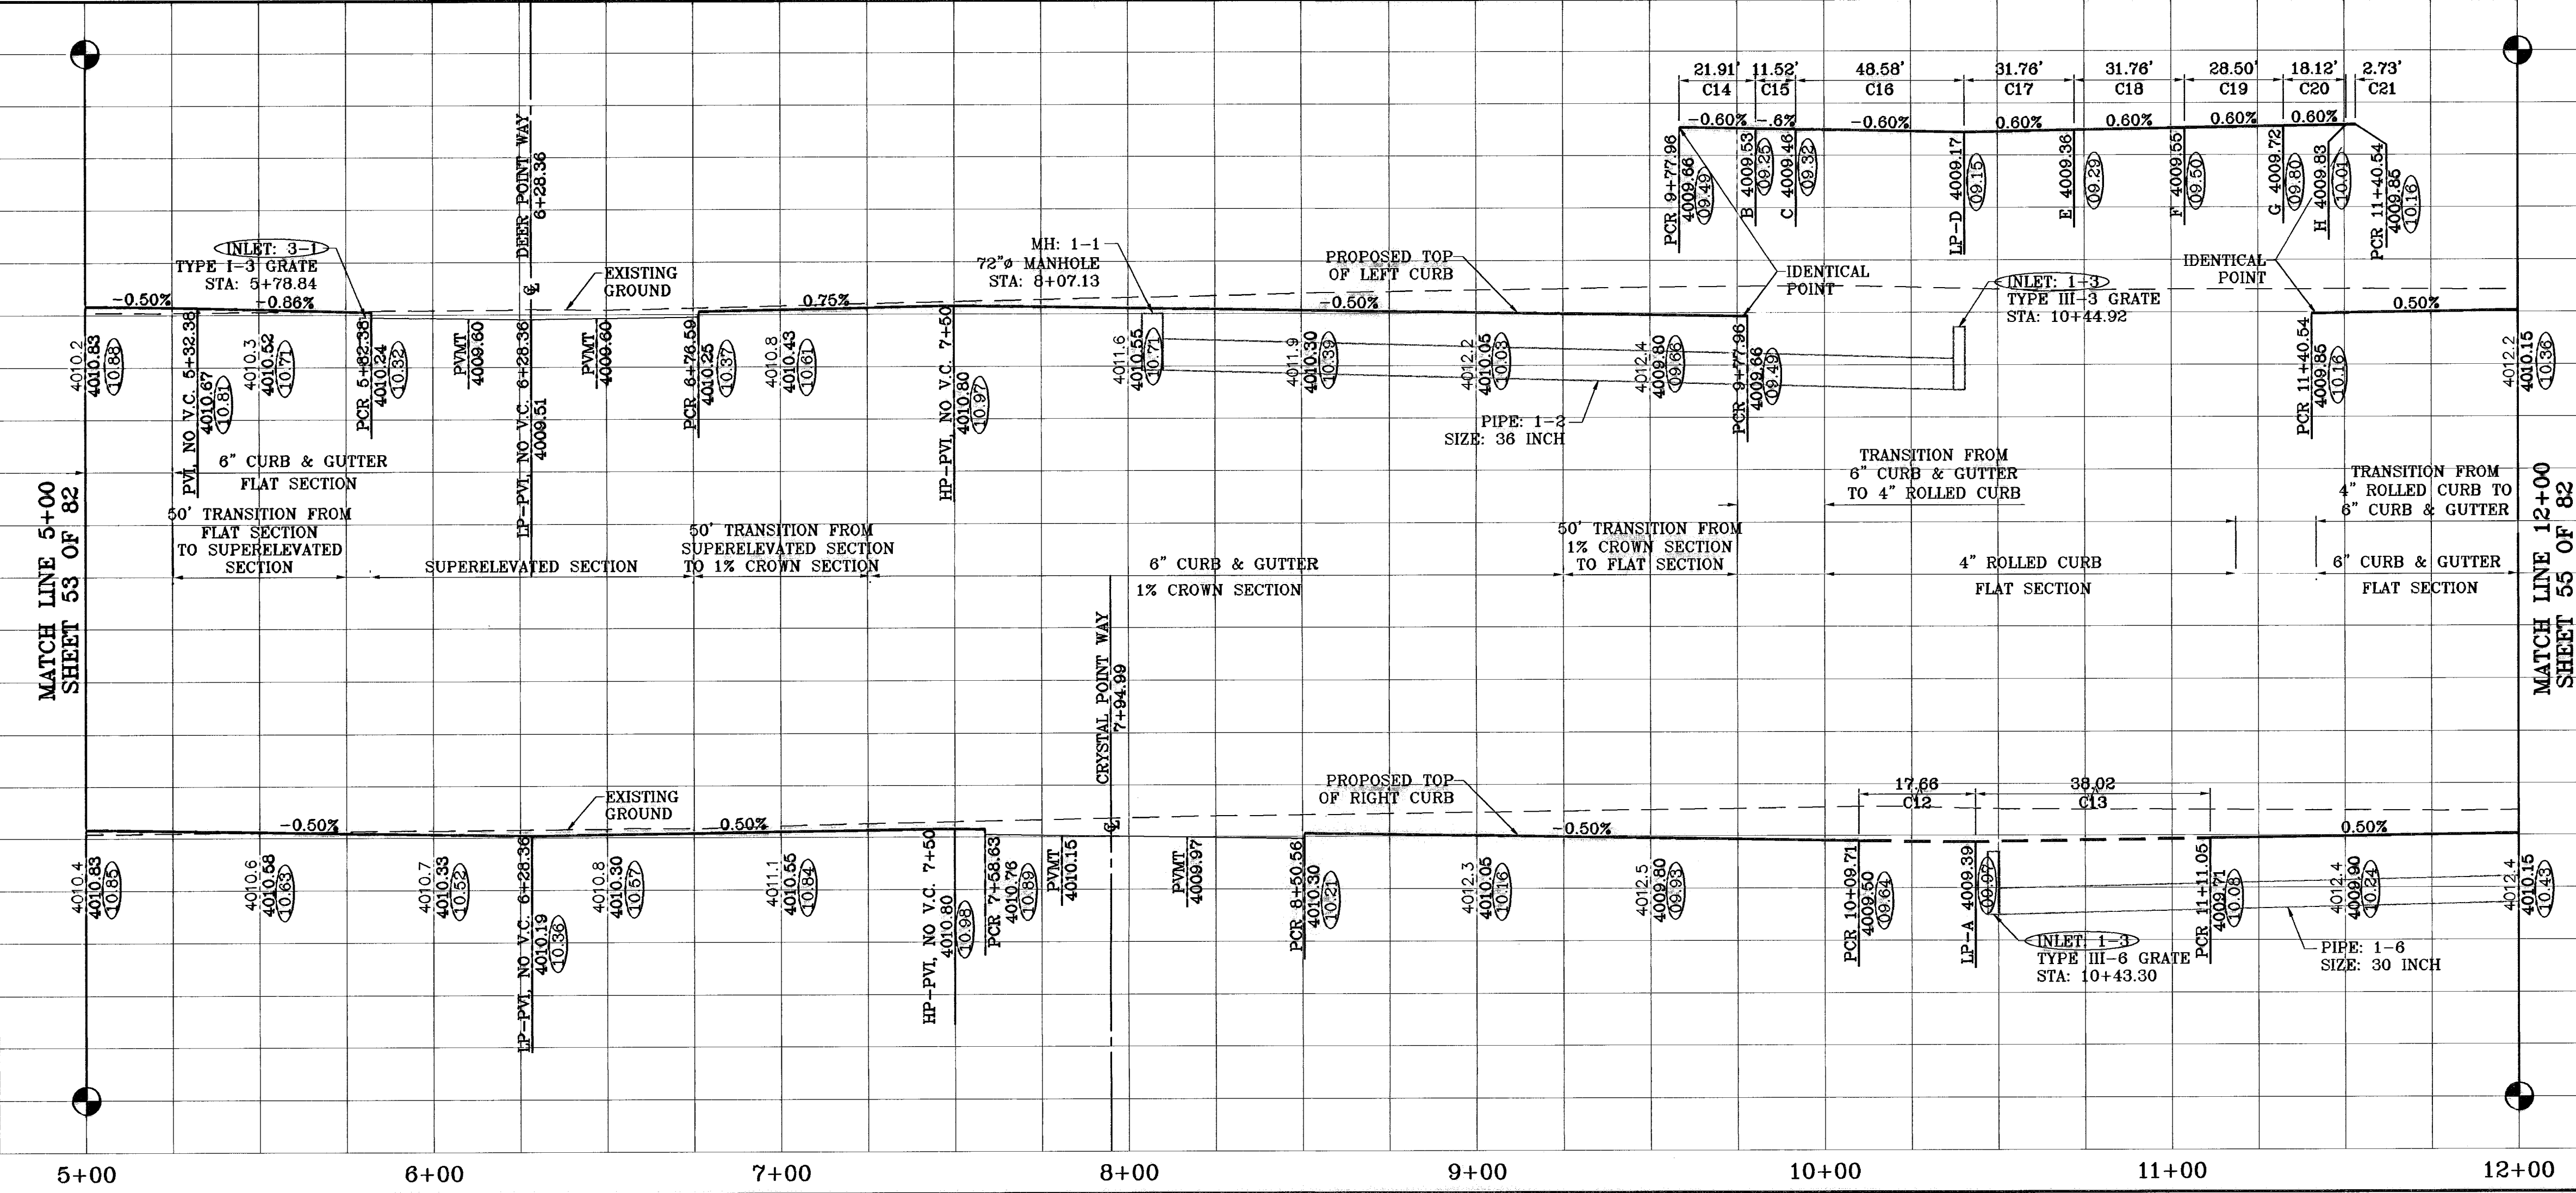 21.91' 11.52' 48.58' 31.76' 31.76' 28.50' 18.12' 2.73'
C14 C15 C16 C17 C18 C19 C20 C21
-0.60% -.6% -0.60% 0.60% 0.60% 0.60% 0.60%
PCR 9+77.96
4009.66
09.49
B 4009.53
09.25
C 4009.46
09.32
LP-D 4009.17
09.15
E 4009.36
09.29
F 4009.55
09.50
G 4009.72
09.80
H 4009.83
10.01
PCR 11+40.54
4009.85
10.16
DEER POINT WAY
6+28.36
INLET: 3-1
TYPE I-3 GRATE
STA: 5+78.84
EXISTING
GROUND
MH: 1-1
72"ø MANHOLE
STA: 8+07.13
PROPOSED TOP
OF LEFT CURB
IDENTICAL
POINT
INLET: 1-3
TYPE III-3 GRATE
STA: 10+44.92
IDENTICAL
POINT
-0.50% -0.86% 0.75% -0.50% 0.50%
4010.2
4010.83
10.88
PVI, NO V.C. 5+32.38
4010.67
10.81
4010.3
4010.52
10.71
PCR 5+82.38
4010.24
10.32
PVMT
4009.60
LP-PVI, NO V.C. 6+28.36
4009.51
PVMT
4009.60
PCR 6+76.59
4010.25
10.37
4010.8
4010.43
10.61
HP-PVI, NO V.C. 7+50
4010.80
10.97
4011.6
4010.55
10.71
4011.9
4010.30
10.39
4012.2
4010.05
10.03
4012.4
4009.80
09.66
PCR 9+77.96
4009.66
09.49
PCR 11+40.54
4009.85
10.16
4012.2
4010.15
10.36
PIPE: 1-2
SIZE: 36 INCH
6" CURB & GUTTER
FLAT SECTION
50' TRANSITION FROM
FLAT SECTION
TO SUPERELEVATED
SECTION
SUPERELEVATED SECTION
50' TRANSITION FROM
SUPERELEVATED SECTION
TO 1% CROWN SECTION
6" CURB & GUTTER
1% CROWN SECTION
50' TRANSITION FROM
1% CROWN SECTION
TO FLAT SECTION
TRANSITION FROM
6" CURB & GUTTER
TO 4" ROLLED CURB
4" ROLLED CURB
FLAT SECTION
TRANSITION FROM
4" ROLLED CURB TO
6" CURB & GUTTER
6" CURB & GUTTER
FLAT SECTION
MATCH LINE 5+00
SHEET 53 OF 82
MATCH LINE 12+00
SHEET 55 OF 82
CRYSTAL POINT WAY
7+94.99
EXISTING
GROUND
PROPOSED TOP
OF RIGHT CURB
17.66 38.02
C12 C13
-0.50% 0.50% -0.50% 0.50%
4010.4
4010.83
10.85
4010.6
4010.58
10.63
4010.7
4010.33
10.52
LP-PVI, NO V.C. 6+28.36
4010.19
10.36
4010.8
4010.30
10.57
4011.1
4010.55
10.84
HP-PVI, NO V.C. 7+50
4010.80
10.98
PCR 7+58.63
4010.76
10.89
PVMT
4010.15
PVMT
4009.97
PCR 8+50.56
4010.30
10.21
4012.3
4010.05
10.16
4012.5
4009.80
09.93
PCR 10+09.71
4009.50
09.64
LP-A 4009.39
09.97
PCR 11+11.05
4009.71
10.08
4012.4
4009.90
10.24
4012.4
4010.15
10.43
INLET: 1-3
TYPE III-6 GRATE
STA: 10+43.30
PIPE: 1-6
SIZE: 30 INCH
5+00 6+00 7+00 8+00 9+00 10+00 11+00 12+00